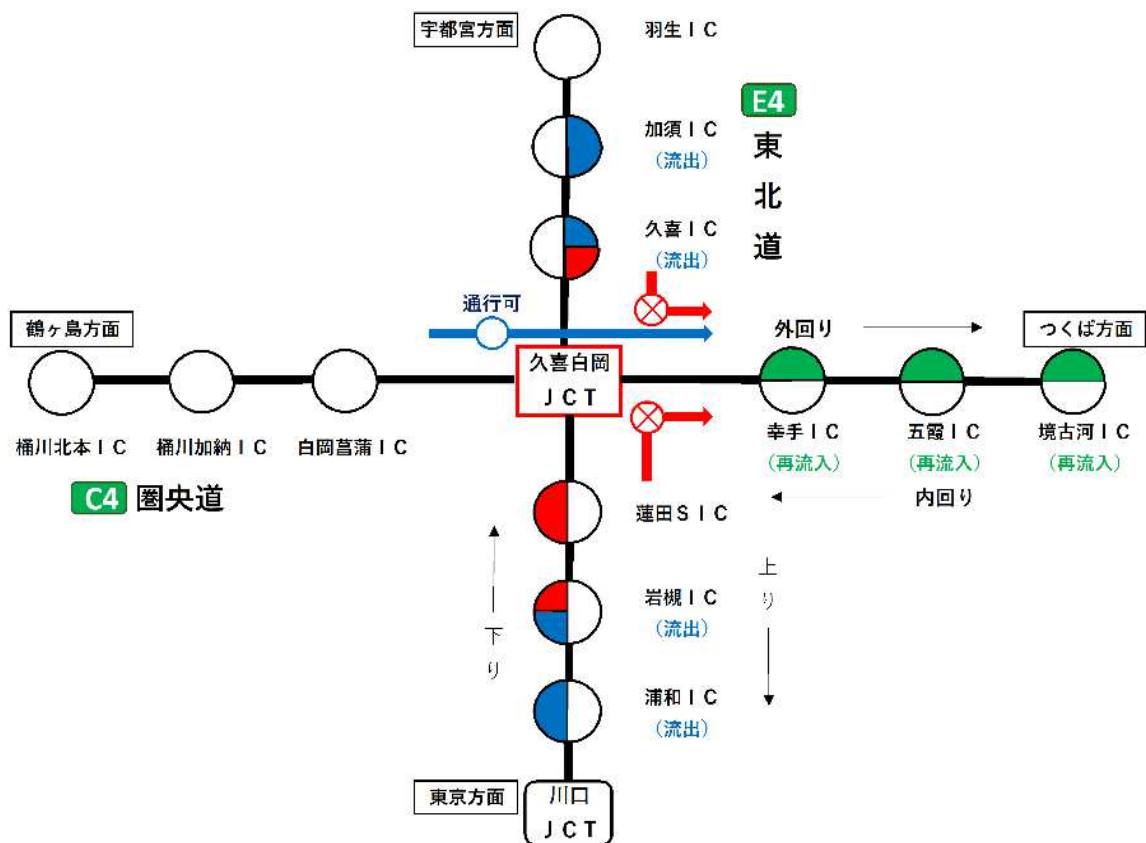 宇都宮方面
羽生IC
E4
東北道
加須IC
(流出)
久喜IC
(流出)
通行可
鶴ヶ島方面
外回り
つくば方面
久喜白岡
JCT
桶川北本IC
桶川加納IC
白岡菖蒲IC
幸手IC
(再流入)
五霞IC
(再流入)
境古河IC
(再流入)
C4 圏央道
内回り
蓮田SIC
下り
上り
岩槻IC
(流出)
浦和IC
(流出)
東京方面
川口
JCT